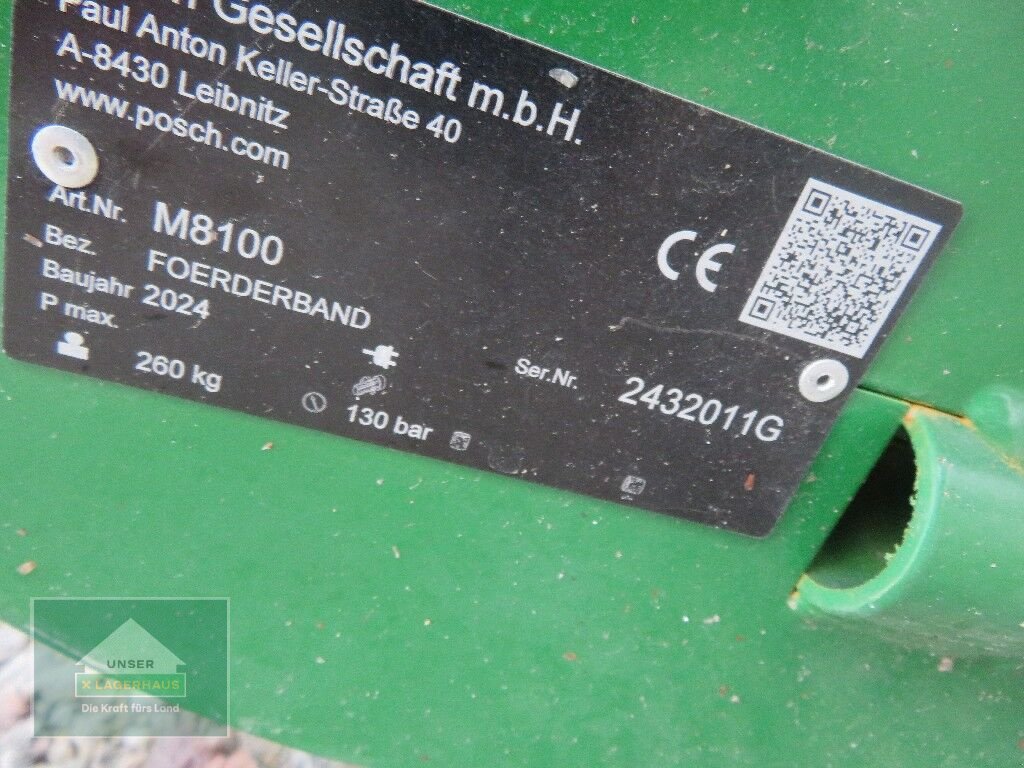 Gesellschaft m.b.H.
Paul Anton Keller-Straße 40
A-8430 Leibnitz
www.posch.com
Art.Nr. M8100
Bez. FOERDERBAND
Baujahr 2024
P max.
260 kg
130 bar
CE
Ser.Nr. 2432011G
UNSER
X LAGERHAUS
Die Kraft fürs Land